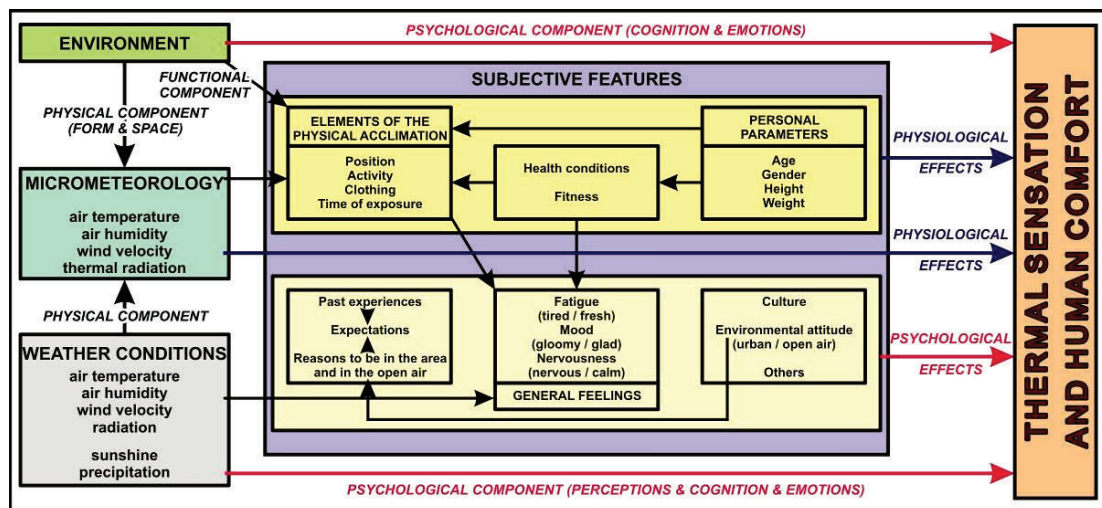 ENVIRONMENT
PSYCHOLOGICAL COMPONENT (COGNITION & EMOTIONS)
FUNCTIONAL
COMPONENT
PHYSICAL COMPONENT
(FORM & SPACE)
SUBJECTIVE FEATURES
ELEMENTS OF THE
PHYSICAL ACCLIMATION
Position
Activity
Clothing
Time of exposure
Health conditions
Fitness
PERSONAL
PARAMETERS
Age
Gender
Height
Weight
PHYSIOLOGICAL
EFFECTS
MICROMETEOROLOGY
air temperature
air humidity
wind velocity
thermal radiation
PHYSIOLOGICAL
EFFECTS
PHYSICAL COMPONENT
WEATHER CONDITIONS
air temperature
air humidity
wind velocity
radiation
sunshine
precipitation
Past experiences
Expectations
Reasons to be in the area
and in the open air
Fatigue
(tired / fresh)
Mood
(gloomy / glad)
Nervousness
(nervous / calm)
GENERAL FEELINGS
Culture
Environmental attitude
(urban / open air)
Others
PSYCHOLOGICAL
EFFECTS
PSYCHOLOGICAL COMPONENT (PERCEPTIONS & COGNITION & EMOTIONS)
THERMAL SENSATION
AND HUMAN COMFORT